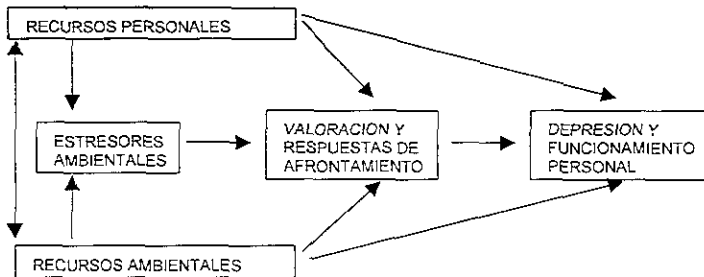 RECURSOS PERSONALES
ESTRESORES
AMBIENTALES
VALORACION Y
RESPUESTAS DE
AFRONTAMIENTO
DEPRESION Y
FUNCIONAMIENTO
PERSONAL
RECURSOS AMBIENTALES